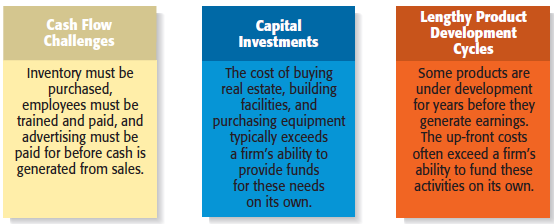 Cash Flow
Challenges
Inventory must be
purchased,
employees must be
trained and paid, and
advertising must be
paid for before cash is
generated from sales.
Capital
Investments
The cost of buying
real estate, building
facilities, and
purchasing equipment
typically exceeds
a firm's ability to
provide funds
for these needs
on its own.
Lengthy Product
Development
Cycles
Some products are
under development
for years before they
generate earnings.
The up-front costs
often exceed a firm's
ability to fund these
activities on its own.